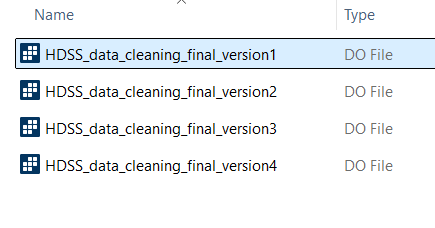 Name Type
HDSS_data_cleaning_final_version1 DO File
HDSS_data_cleaning_final_version2 DO File
HDSS_data_cleaning_final_version3 DO File
HDSS_data_cleaning_final_version4 DO File